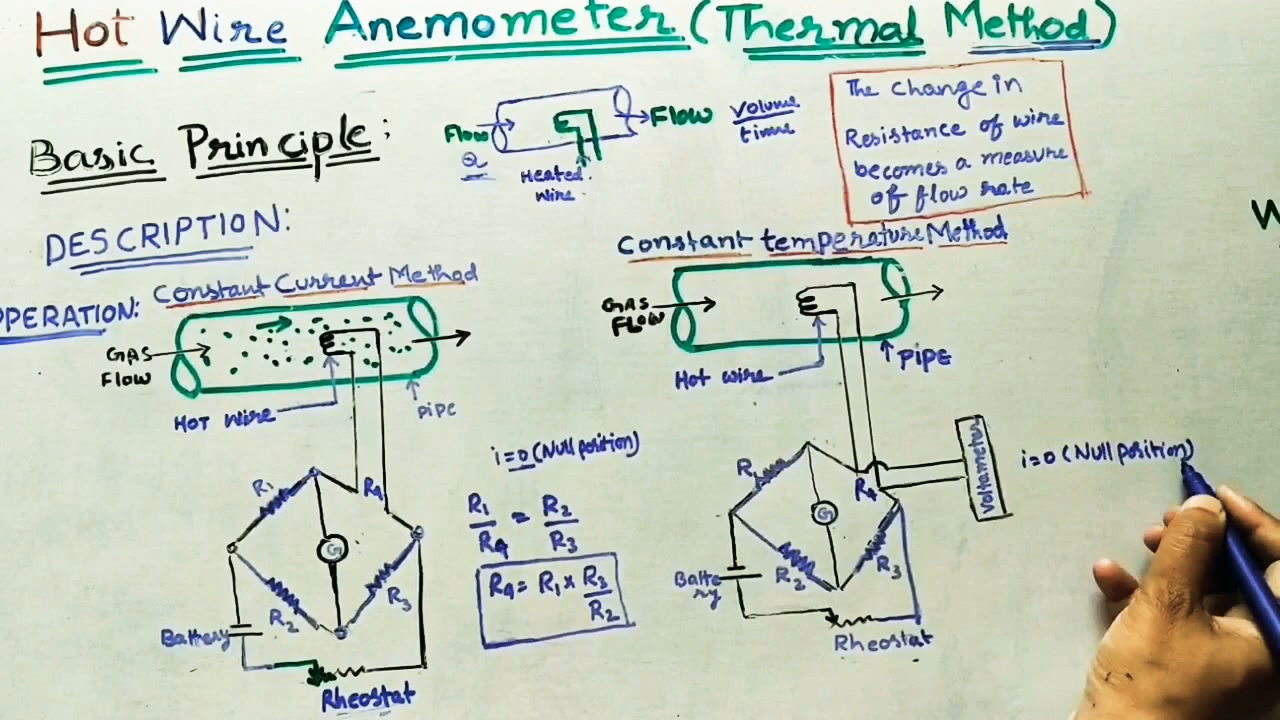 Hot Wire Anemometer (Thermal Method)
Basic Principle:
Flow
Q
Heated
wire
Flow
Volume
time
The change in
Resistance of wire
becomes a measure
of flow rate
DESCRIPTION:
OPERATION:
Constant Current Method
GAS
FLOW
HOT wire
PIPE
R1
R4
G
R2
R3
Battery
Rheostat
i=0 (Null position)
R1/R4 = R2/R3
R4 = R1 x R3/R2
Constant temperature Method
GAS
FLOW
Hot wire
PIPE
R1
R4
G
R2
R3
Batte
ry
Rheostat
Voltameter
i=0 (Null position)